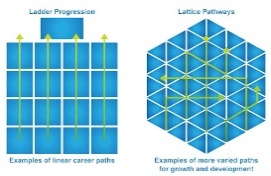 Ladder Progression
Lattice Pathways
Examples of linear career paths
Examples of more varied paths
for growth and development